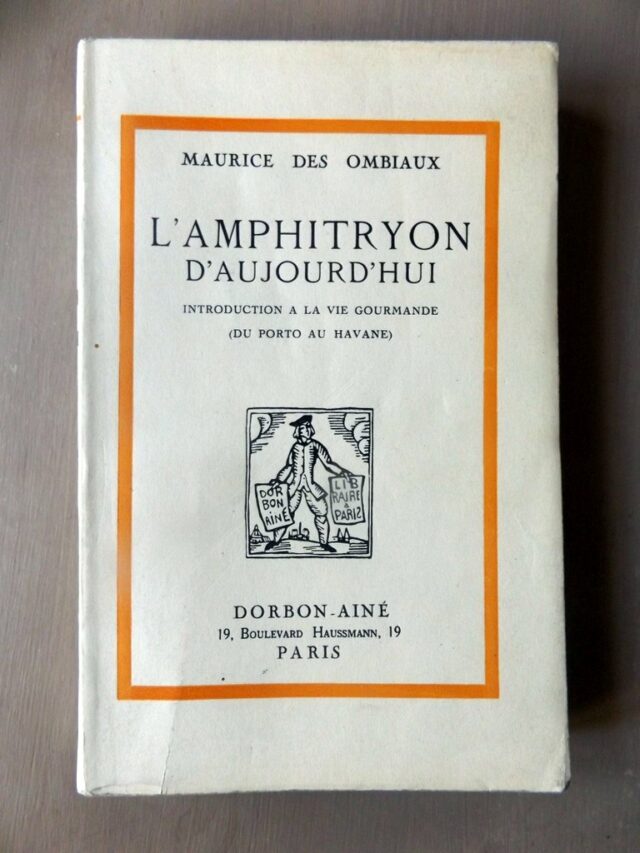 MAURICE DES OMBIAUX
L'AMPHITRYON
D'AUJOURD'HUI
INTRODUCTION A LA VIE GOURMANDE
(DU PORTO AU HAVANE)
DOR
BON
AINÉ
LIB
RAIRE
A
PARIS
DORBON-AINÉ
19, BOULEVARD HAUSSMANN, 19
PARIS